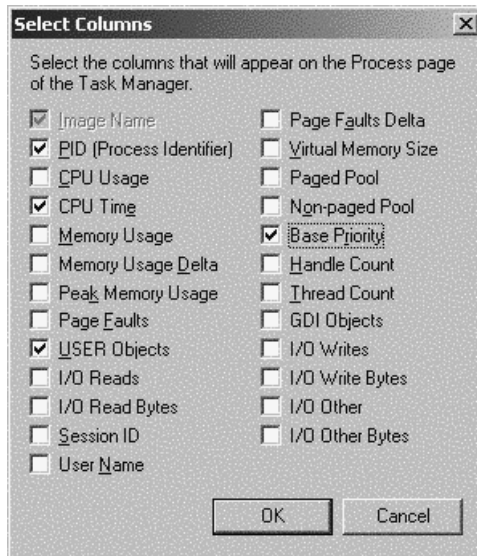 Select Columns
Select the columns that will appear on the Process page
of the Task Manager.
Image Name
PID (Process Identifier)
CPU Usage
CPU Time
Memory Usage
Memory Usage Delta
Peak Memory Usage
Page Faults
USER Objects
I/O Reads
I/O Read Bytes
Session ID
User Name
Page Faults Delta
Virtual Memory Size
Paged Pool
Non-paged Pool
Base Priority
Handle Count
Thread Count
GDI Objects
I/O Writes
I/O Write Bytes
I/O Other
I/O Other Bytes
OK
Cancel